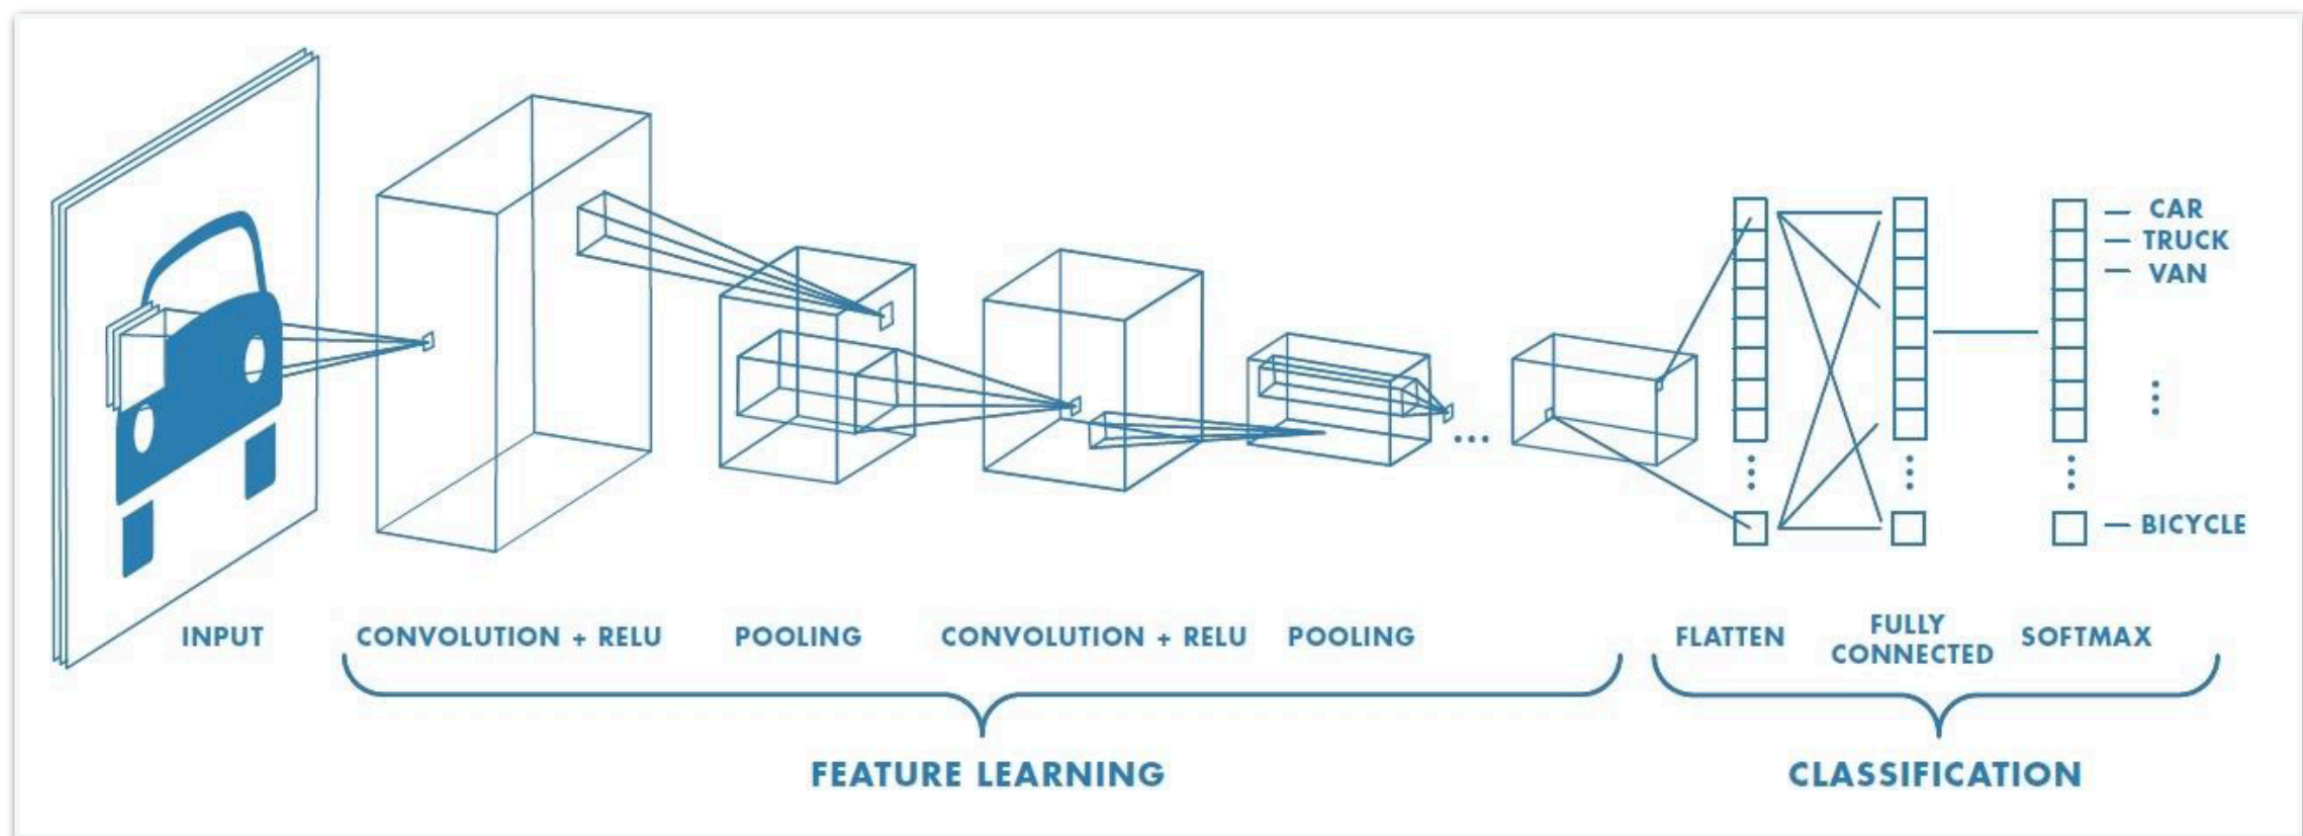 CAR
TRUCK
VAN
BICYCLE
INPUT
CONVOLUTION + RELU
POOLING
CONVOLUTION + RELU
POOLING
FLATTEN
FULLY
CONNECTED
SOFTMAX
FEATURE LEARNING
CLASSIFICATION